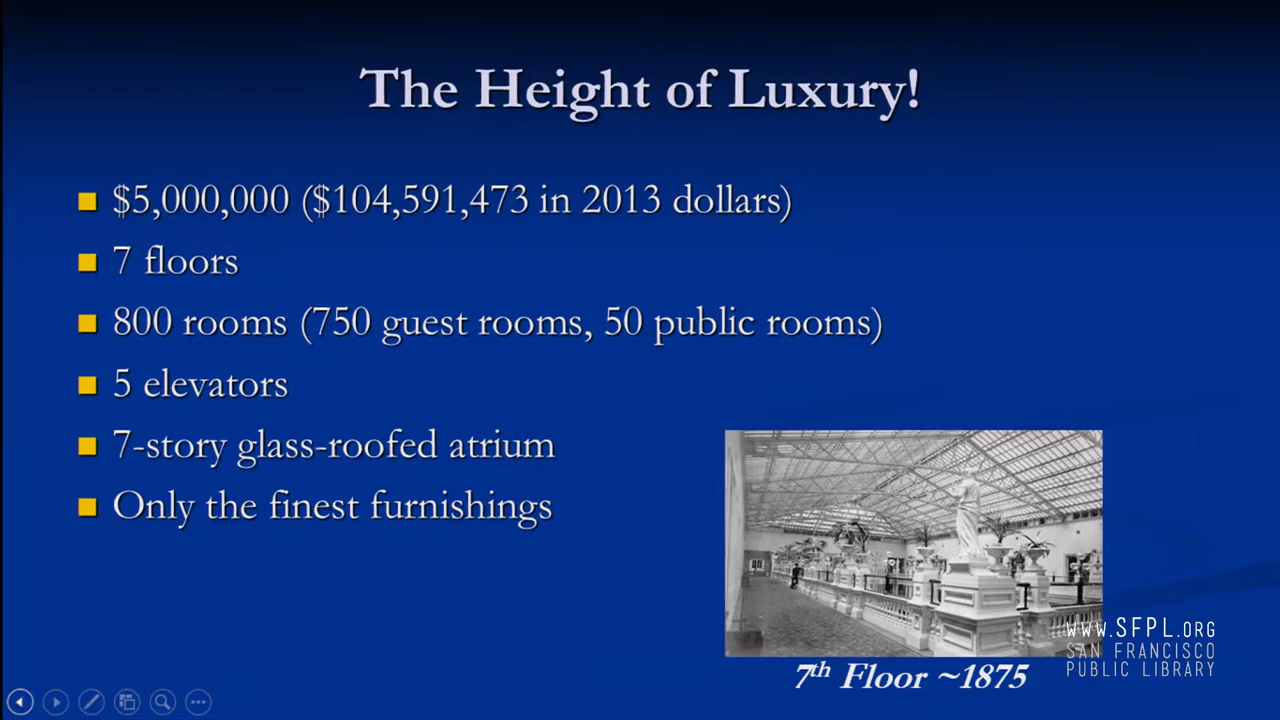 The Height of Luxury!
$5,000,000 ($104,591,473 in 2013 dollars)
7 floors
800 rooms (750 guest rooms, 50 public rooms)
5 elevators
7-story glass-roofed atrium
Only the finest furnishings
7th Floor ~1875
www.SFPL.ORG
SAN FRANCISCO
PUBLIC LIBRARY